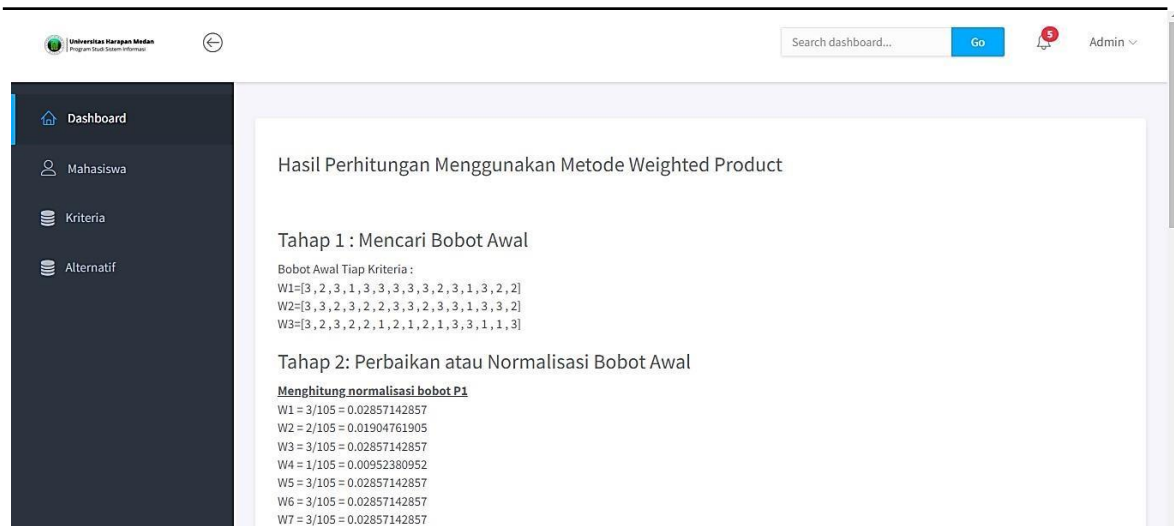 Universitas Harapan Medan
Program Studi Sistem Informasi
Search dashboard...
Go
5
Admin
Dashboard
Mahasiswa
Kriteria
Alternatif
Hasil Perhitungan Menggunakan Metode Weighted Product
Tahap 1 : Mencari Bobot Awal
Bobot Awal Tiap Kriteria :
W1=[3 , 2 , 3 , 1 , 3 , 3 , 3 , 3 , 3 , 2 , 3 , 1 , 3 , 2 , 2]
W2=[3 , 3 , 2 , 3 , 2 , 2 , 3 , 3 , 2 , 3 , 3 , 1 , 3 , 3 , 2]
W3=[3 , 2 , 3 , 2 , 2 , 1 , 2 , 1 , 2 , 1 , 3 , 3 , 1 , 1 , 3]
Tahap 2: Perbaikan atau Normalisasi Bobot Awal
Menghitung normalisasi bobot P1
W1 = 3/105 = 0.02857142857
W2 = 2/105 = 0.01904761905
W3 = 3/105 = 0.02857142857
W4 = 1/105 = 0.00952380952
W5 = 3/105 = 0.02857142857
W6 = 3/105 = 0.02857142857
W7 = 3/105 = 0.02857142857